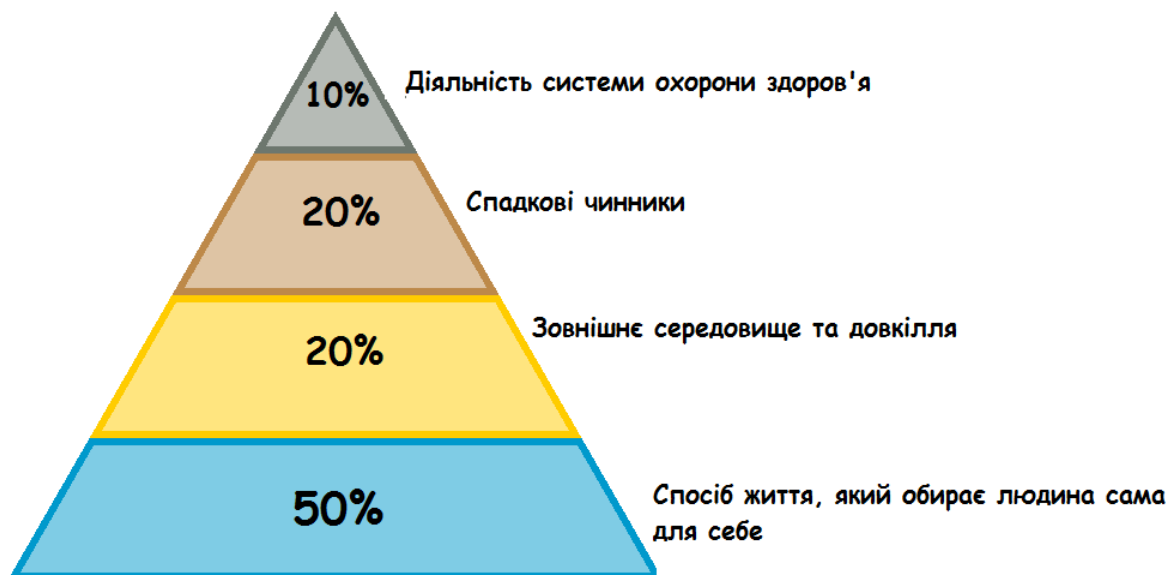 10%
Діяльність системи охорони здоров'я
20%
Спадкові чинники
20%
Зовнішнє середовище та довкілля
50%
Спосіб життя, який обирає людина сама
для себе